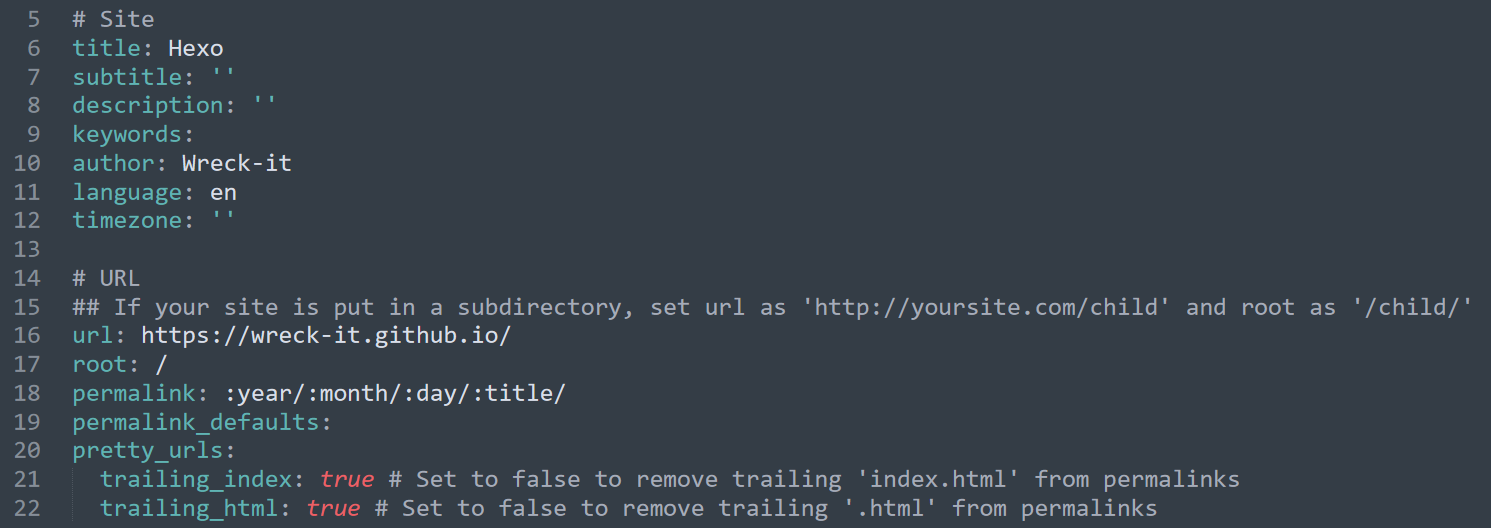 5 # Site
6 title: Hexo
7 subtitle: ''
8 description: ''
9 keywords:
10 author: Wreck-it
11 language: en
12 timezone: ''
13
14 # URL
15 ## If your site is put in a subdirectory, set url as 'http://yoursite.com/child' and root as '/child/'
16 url: https://wreck-it.github.io/
17 root: /
18 permalink: :year/:month/:day/:title/
19 permalink_defaults:
20 pretty_urls:
21 trailing_index: true # Set to false to remove trailing 'index.html' from permalinks
22 trailing_html: true # Set to false to remove trailing '.html' from permalinks